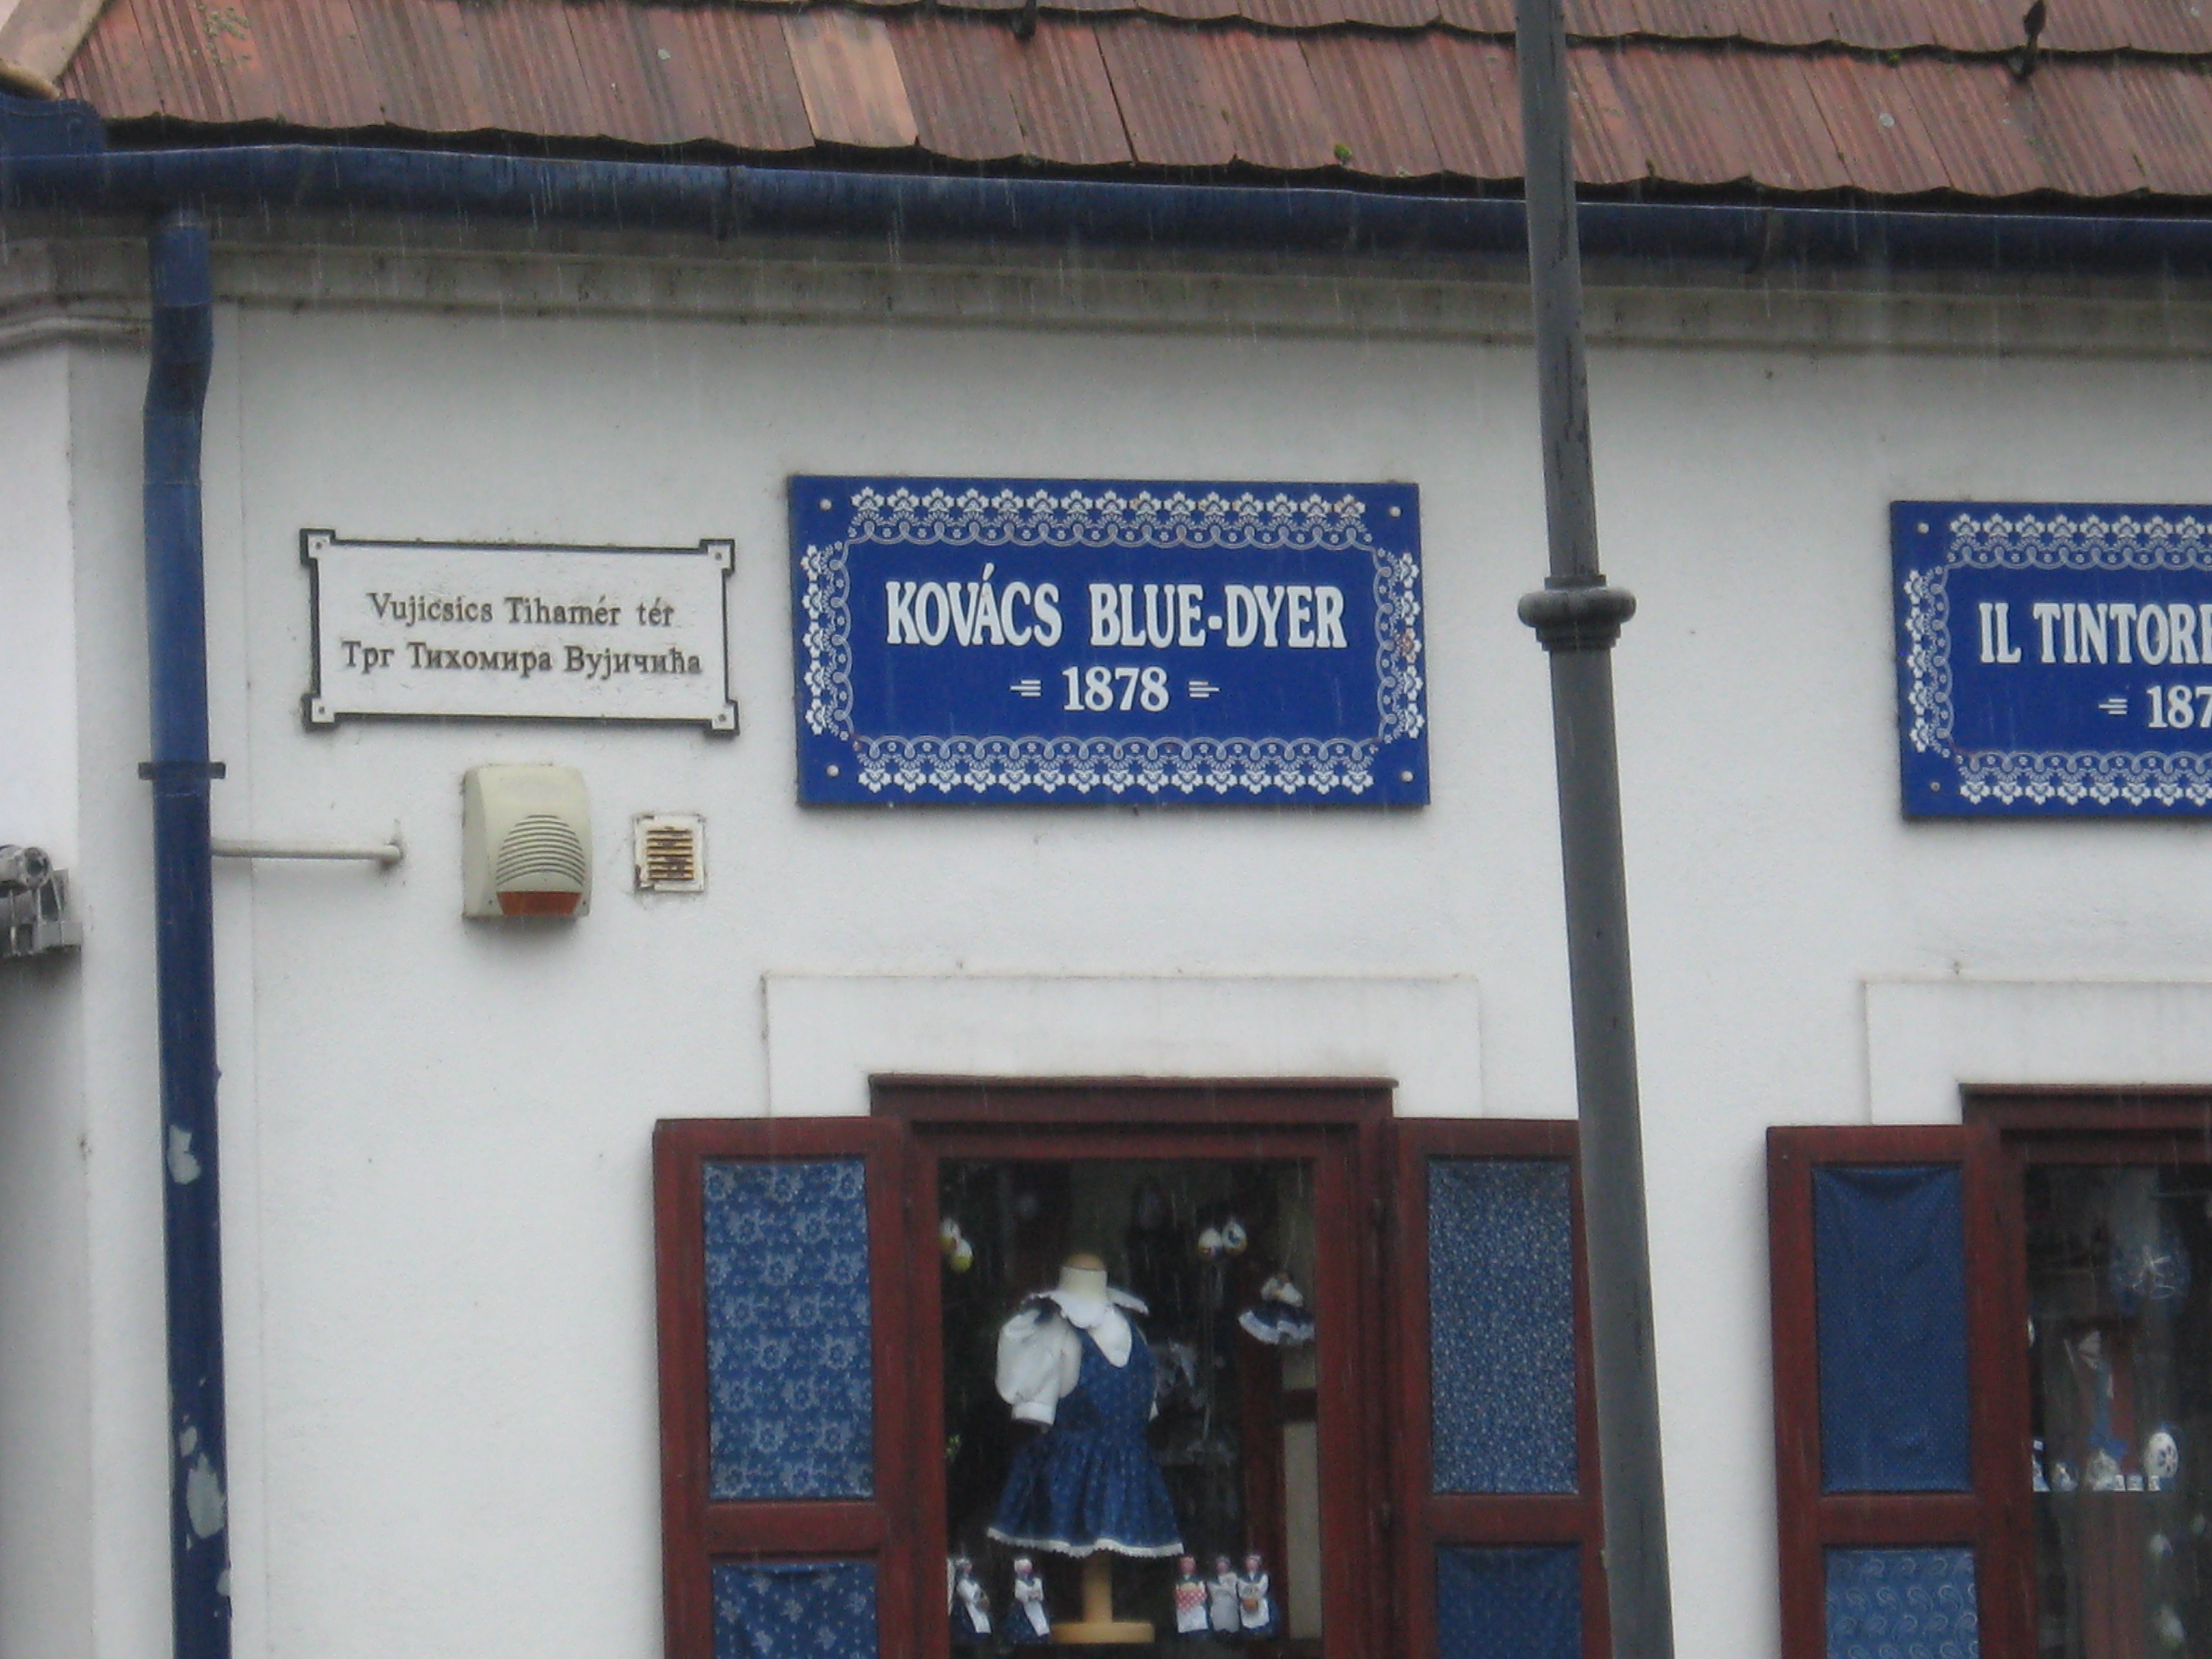 Vujicsics Tihamér tér
Трг Тихомира Вујичића
KOVÁCS BLUE-DYER
1878
IL TINTORE
187